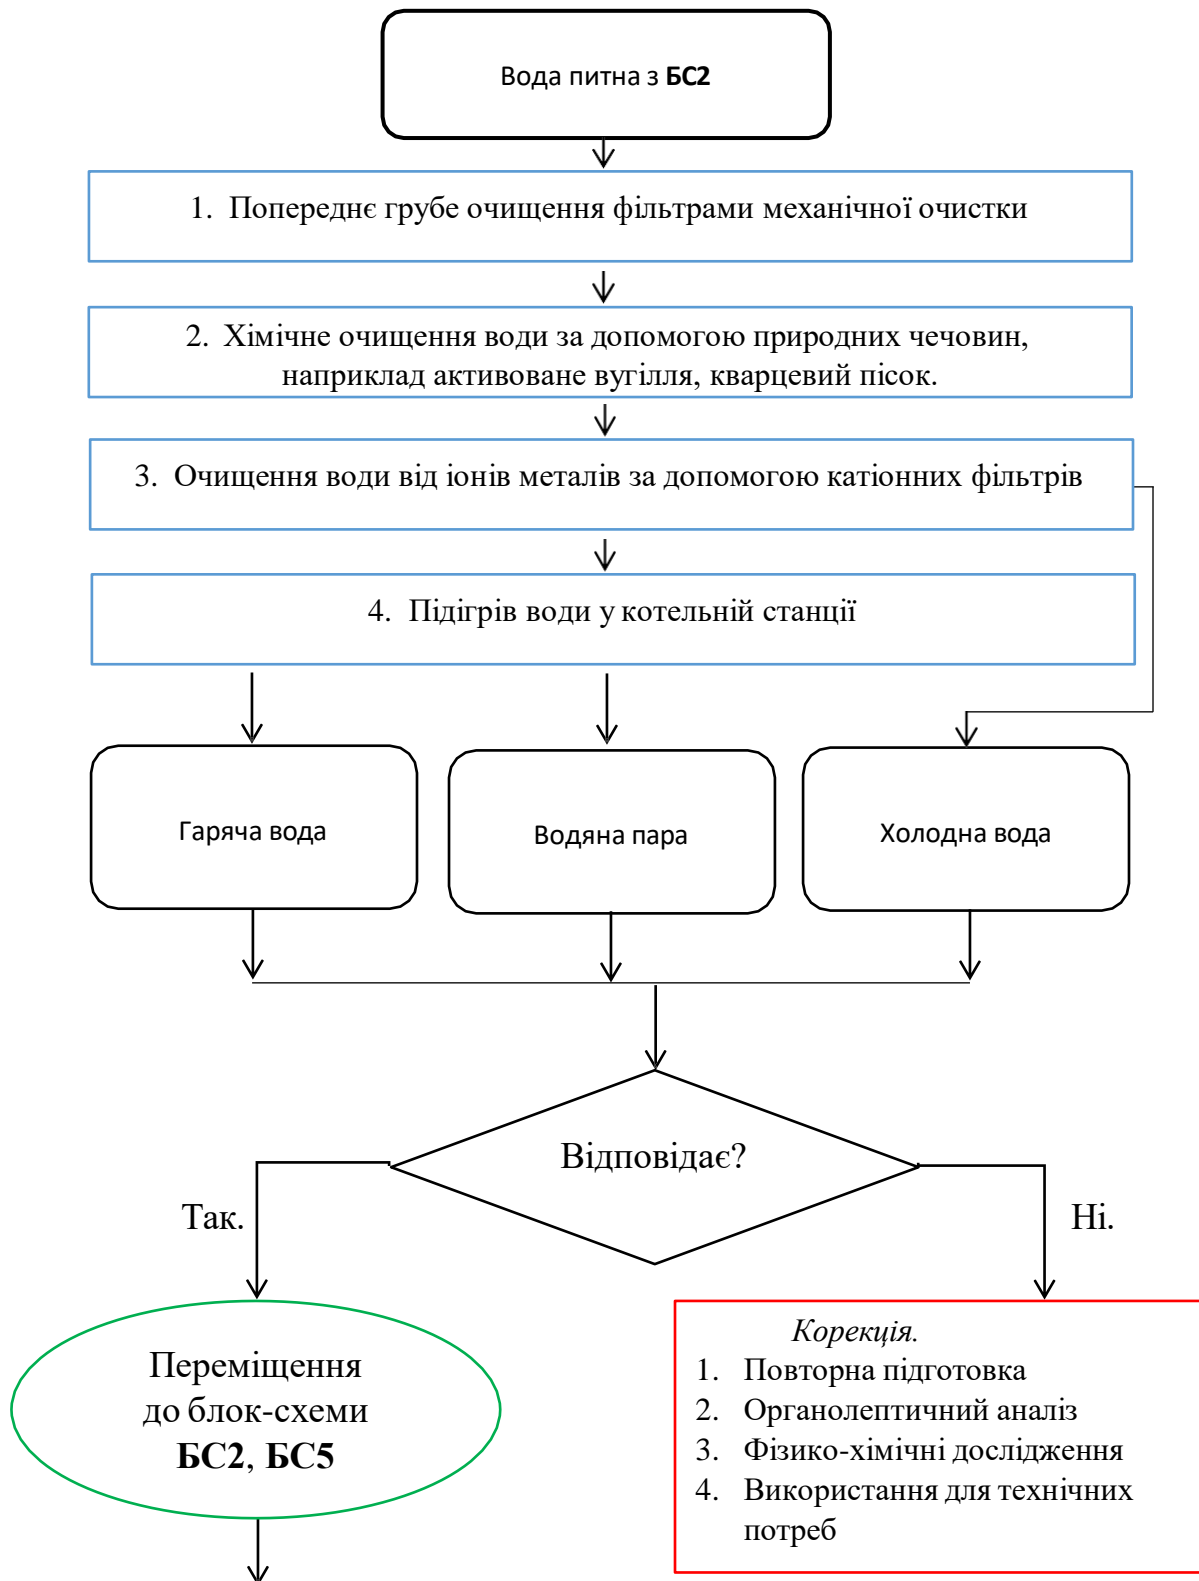 Вода питна з БС2
1. Попереднє грубе очищення фільтрами механічної очистки
2. Хімічне очищення води за допомогою природних чечовин,
наприклад активоване вугілля, кварцевий пісок.
3. Очищення води від іонів металів за допомогою катіонних фільтрів
4. Підігрів води у котельній станції
Гаряча вода
Водяна пара
Холодна вода
Відповідає?
Так.
Ні.
Переміщення
до блок-схеми
БС2, БС5
Корекція.
1. Повторна підготовка
2. Органолептичний аналіз
3. Фізико-хімічні дослідження
4. Використання для технічних
потреб